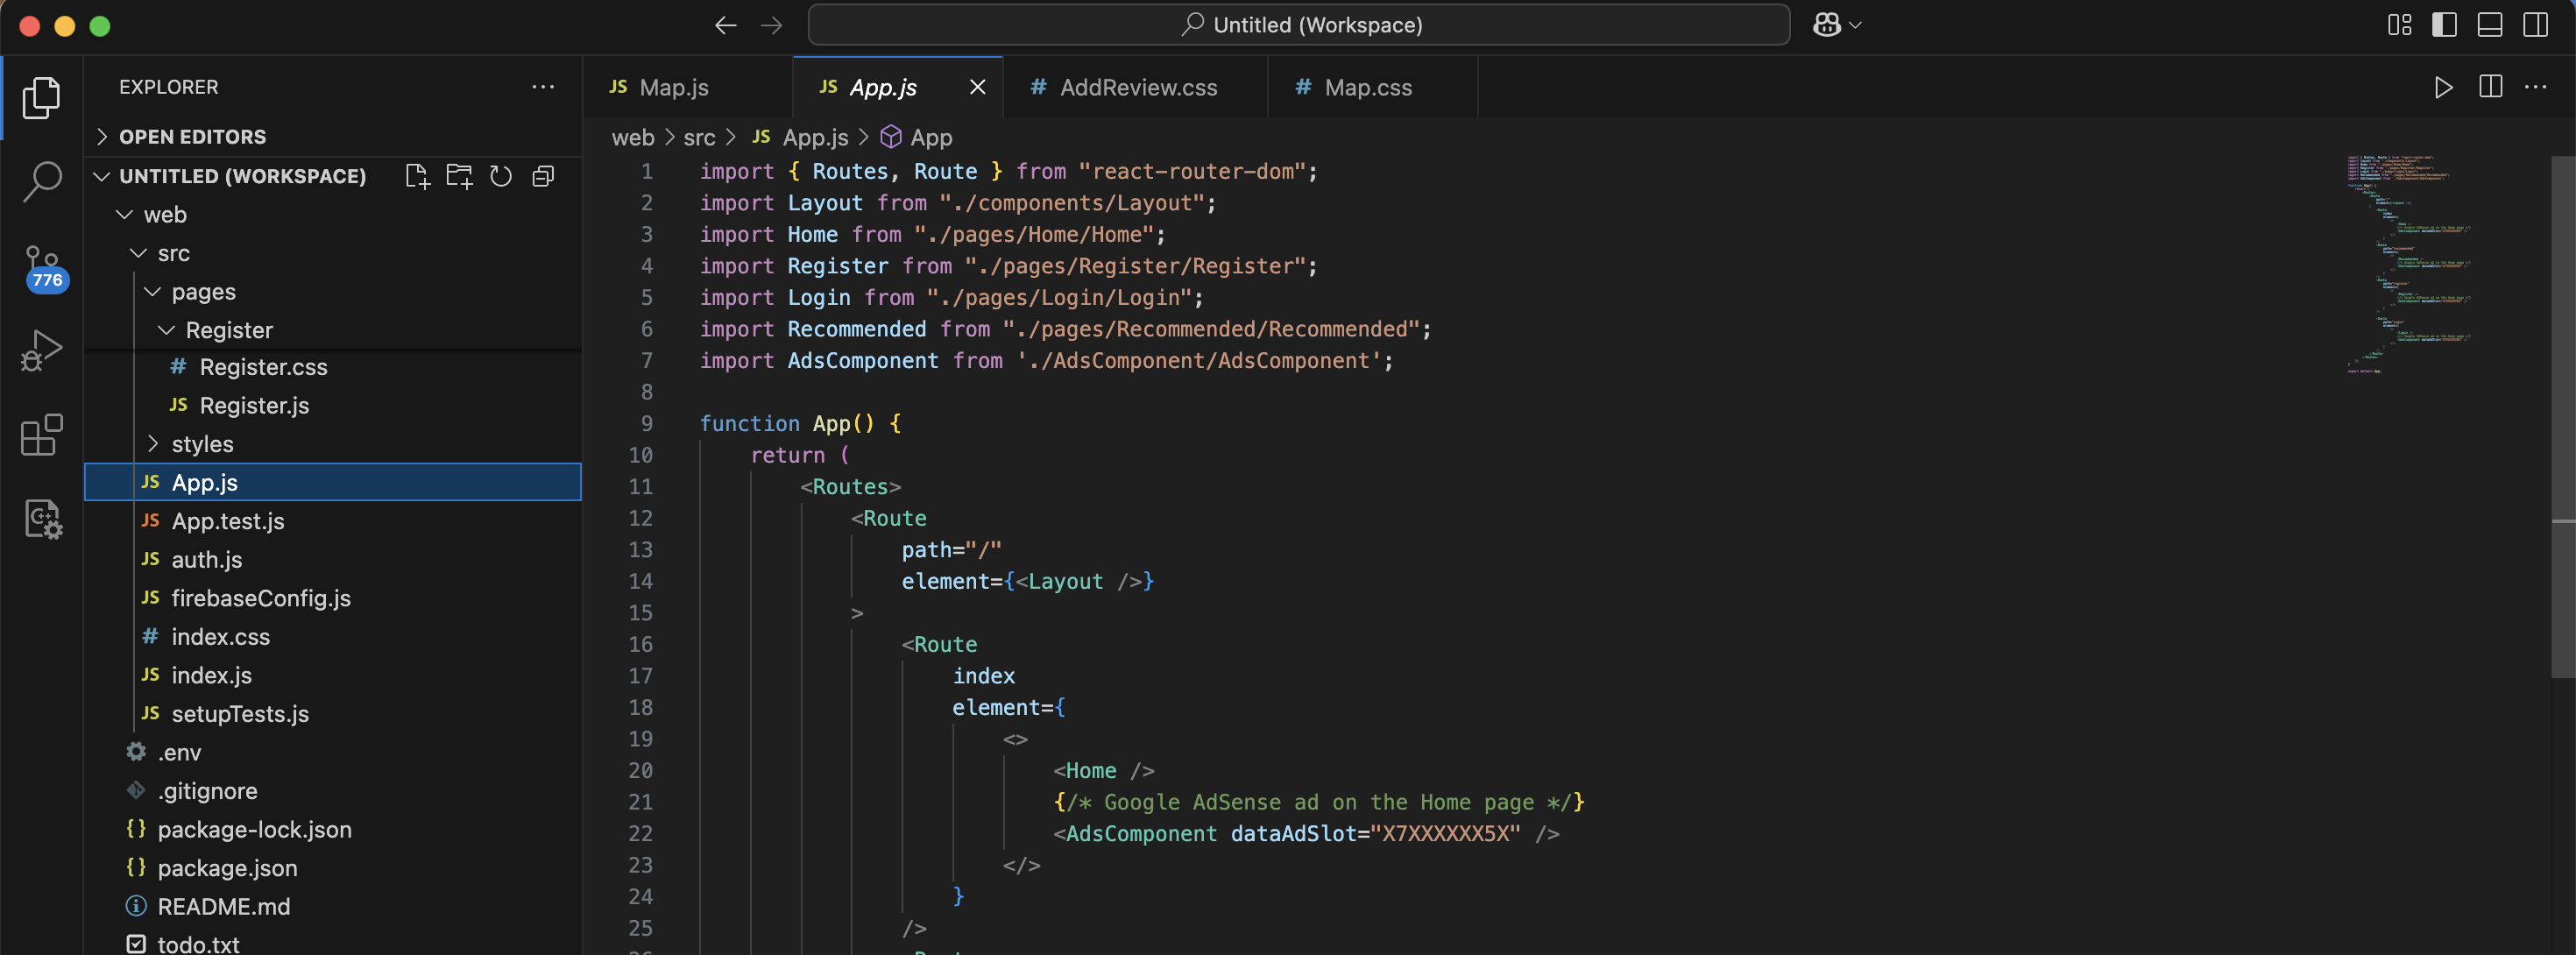 Untitled (Workspace)
EXPLORER
OPEN EDITORS
UNTITLED (WORKSPACE)
web
src
pages
Register
# Register.css
JS Register.js
styles
JS App.js
JS App.test.js
JS auth.js
JS firebaseConfig.js
# index.css
JS index.js
JS setupTests.js
.env
.gitignore
{} package-lock.json
{} package.json
README.md
todo.txt
776
JS Map.js
JS App.js
# AddReview.css
# Map.css
web > src > JS App.js > App
1 import { Routes, Route } from "react-router-dom";
2 import Layout from "./components/Layout";
3 import Home from "./pages/Home/Home";
4 import Register from "./pages/Register/Register";
5 import Login from "./pages/Login/Login";
6 import Recommended from "./pages/Recommended/Recommended";
7 import AdsComponent from './AdsComponent/AdsComponent';
8
9 function App() {
10 return (
11 <Routes>
12 <Route
13 path="/"
14 element={<Layout />}
15 >
16 <Route
17 index
18 element={
19 <>
20 <Home />
21 {/* Google AdSense ad on the Home page */}
22 <AdsComponent dataAdSlot="X7XXXXXX5X" />
23 </>
24 }
25 />